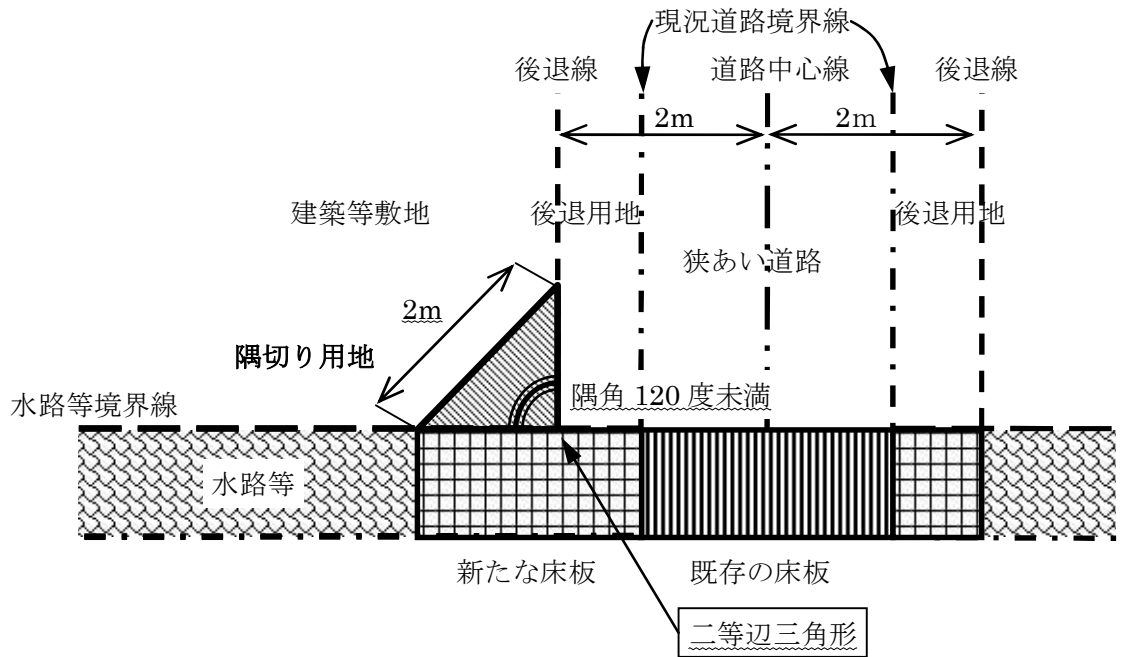 現況道路境界線
後退線
道路中心線
後退線
2m
2m
建築等敷地
後退用地
後退用地
狭あい道路
2m
隅切り用地
隅角 120 度未満
水路等境界線
水路等
新たな床板
既存の床板
二等辺三角形